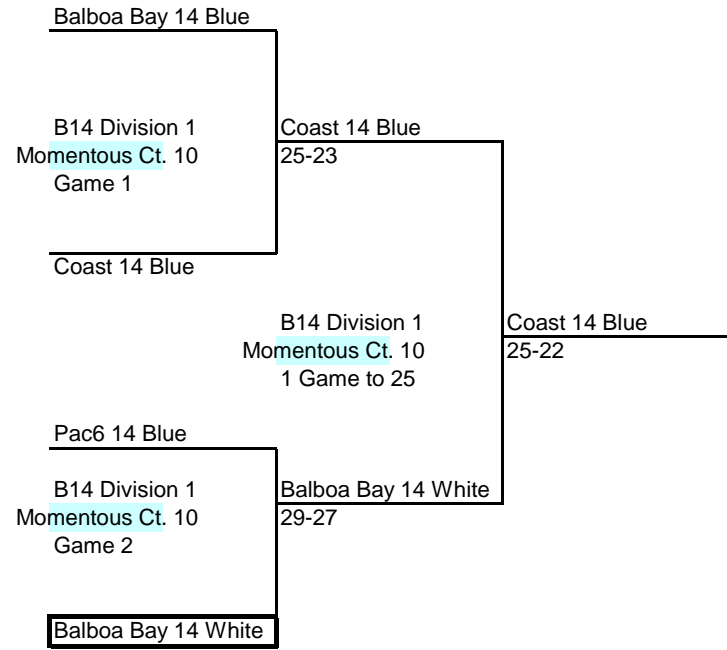 Balboa Bay 14 Blue
B14 Division 1
Momentous Ct. 10
Game 1
Coast 14 Blue
25-23
Coast 14 Blue
B14 Division 1
Momentous Ct. 10
1 Game to 25
Coast 14 Blue
25-22
Pac6 14 Blue
B14 Division 1
Momentous Ct. 10
Game 2
Balboa Bay 14 White
29-27
Balboa Bay 14 White